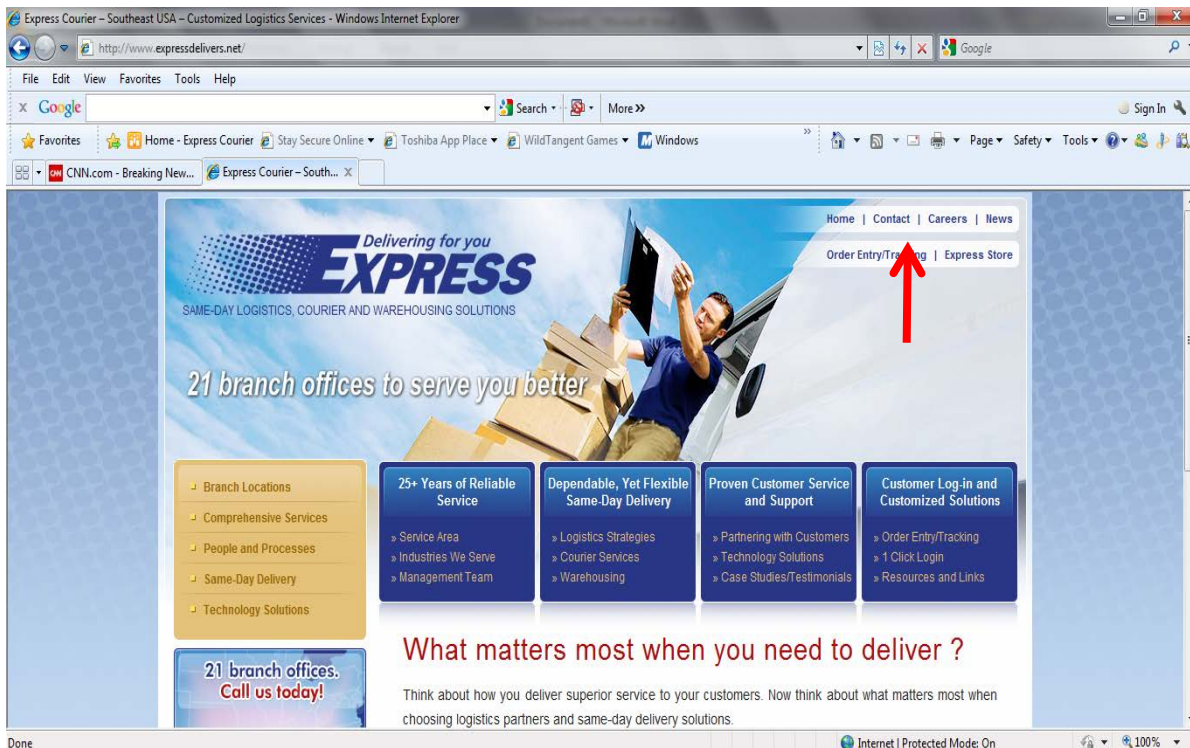 Express Courier – Southeast USA – Customized Logistics Services - Windows Internet Explorer
http://www.expressdelivers.net/
Google
File Edit View Favorites Tools Help
x Google Search More » Sign In
Favorites Home - Express Courier Stay Secure Online Toshiba App Place WildTangent Games Windows » Page Safety Tools
CNN.com - Breaking New... Express Courier – South... X
Home | Contact | Careers | News
Order Entry/Tracking | Express Store
Delivering for you
EXPRESS
SAME-DAY LOGISTICS, COURIER AND WAREHOUSING SOLUTIONS
21 branch offices to serve you better
Branch Locations
Comprehensive Services
People and Processes
Same-Day Delivery
Technology Solutions
25+ Years of Reliable
Service
» Service Area
» Industries We Serve
» Management Team
Dependable, Yet Flexible
Same-Day Delivery
» Logistics Strategies
» Courier Services
» Warehousing
Proven Customer Service
and Support
» Partnering with Customers
» Technology Solutions
» Case Studies/Testimonials
Customer Log-in and
Customized Solutions
» Order Entry/Tracking
» 1 Click Login
» Resources and Links
21 branch offices.
Call us today!
What matters most when you need to deliver ?
Think about how you deliver superior service to your customers. Now think about what matters most when
choosing logistics partners and same-day delivery solutions.
Done Internet | Protected Mode: On 100%